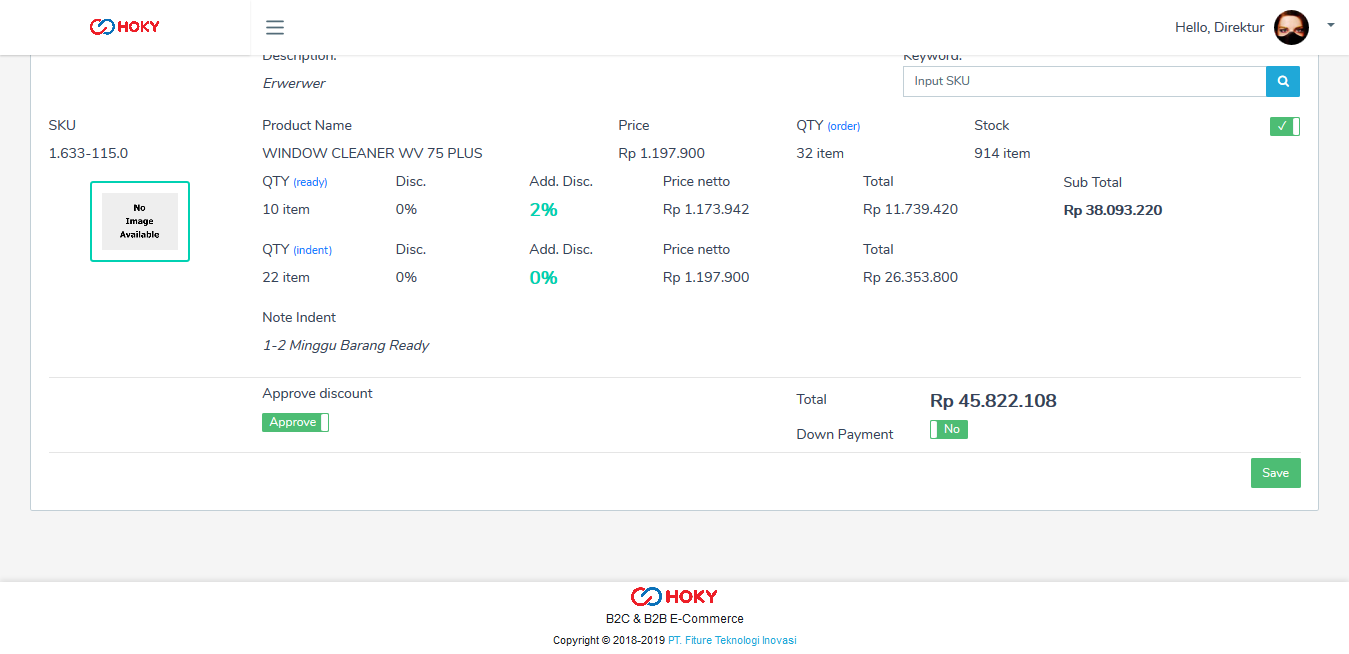 HOKY
Hello, Direktur
Description:
Keyword:
Erwerwer
Input SKU
SKU
Product Name
Price
QTY (order)
Stock
1.633-115.0
WINDOW CLEANER WV 75 PLUS
Rp 1.197.900
32 item
914 item
QTY (ready)
Disc.
Add. Disc.
Price netto
Total
Sub Total
10 item
0%
2%
Rp 1.173.942
Rp 11.739.420
Rp 38.093.220
No
Image
Available
QTY (indent)
Disc.
Add. Disc.
Price netto
Total
22 item
0%
0%
Rp 1.197.900
Rp 26.353.800
Note Indent
1-2 Minggu Barang Ready
Approve discount
Approve
Total
Rp 45.822.108
Down Payment
No
Save
HOKY
B2C & B2B E-Commerce
Copyright © 2018-2019 PT. Fiture Teknologi Inovasi